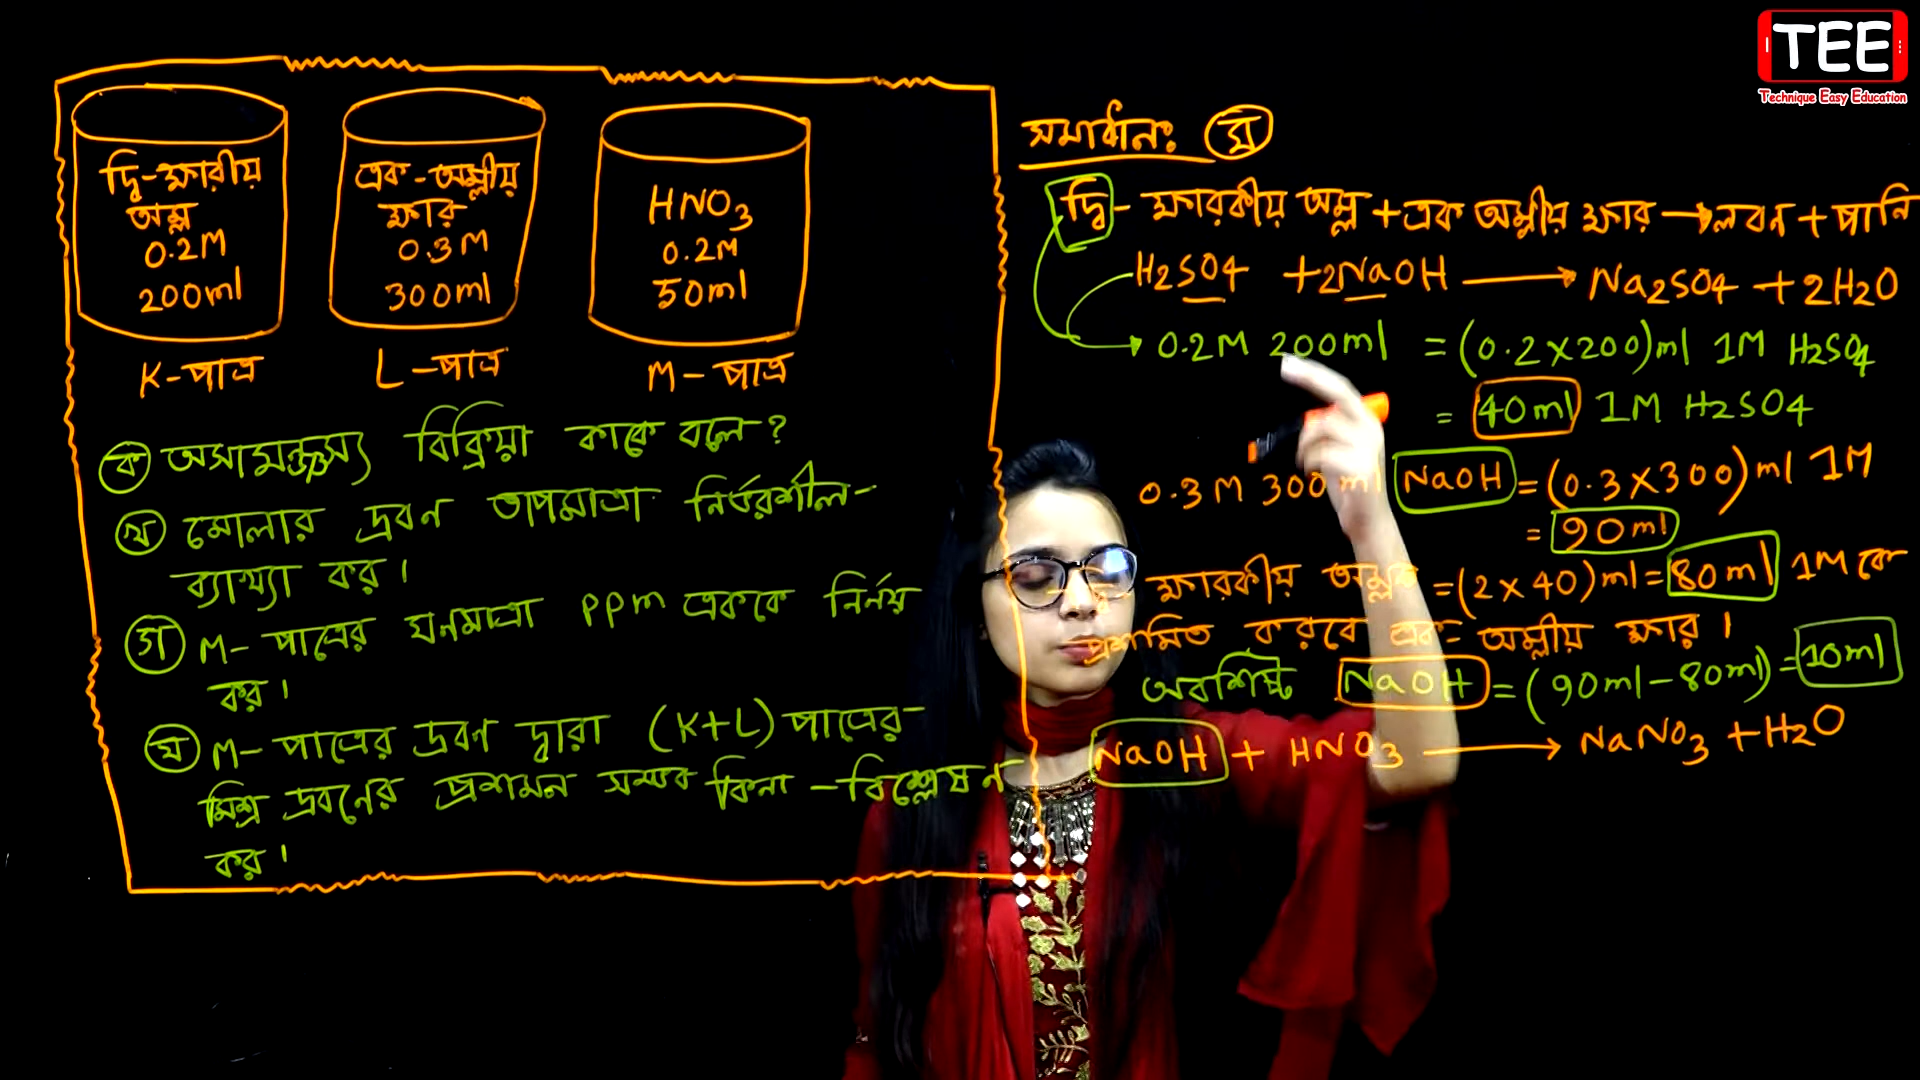 TEE
Technique Easy Education
দ্বি-ক্ষারীয়
অম্ল
0.2M
200ml
K-পাত্র
এক-অম্লীয়
ক্ষার
0.3M
300ml
L-পাত্র
HNO3
0.2M
50ml
M-পাত্র
ক অসামঞ্জস্য বিক্রিয়া কাকে বলে?
খ মোলার দ্রবণ তাপমাত্রা নির্ভরশীল-
ব্যাখ্যা কর।
গ M-পাত্রের ঘনমাত্রা ppm এককে নির্নয়
কর।
ঘ M-পাত্রের দ্রবণ দ্বারা (K+L) পাত্রের-
মিশ্র দ্রবনের প্রশমন সম্ভব কিনা -বিশ্লেষন
কর।
সমাধান: ঘ
দ্বি-ক্ষারকীয় অম্ল+এক অম্লীয় ক্ষার→লবন+পানি
H2SO4 +2NaOH → Na2SO4 +2H2O
0.2M 200ml = (0.2×200)ml 1M H2SO4
= 40ml 1M H2SO4
0.3M 300ml NaOH = (0.3×300)ml 1M
= 90ml
ক্ষারকীয় অম্লের =(2×40)ml= 80ml 1M কে
প্রশমিত করবে এক-অম্লীয় ক্ষার।
অবশিষ্ট NaOH = (90ml-80ml)=10ml
NaOH + HNO3 → NaNO3 +H2O